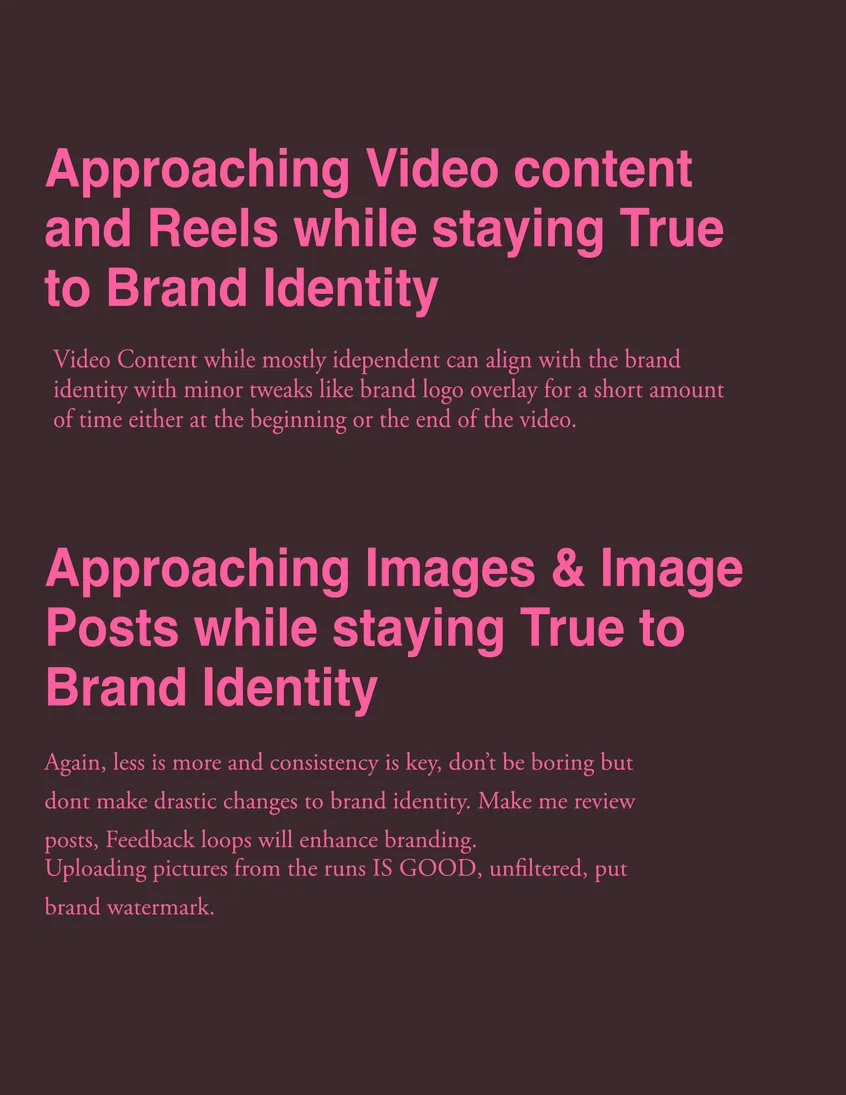 Approaching Video content
and Reels while staying True
to Brand Identity
Video Content while mostly idependent can align with the brand
identity with minor tweaks like brand logo overlay for a short amount
of time either at the beginning or the end of the video.
Approaching Images & Image
Posts while staying True to
Brand Identity
Again, less is more and consistency is key, don’t be boring but
dont make drastic changes to brand identity. Make me review
posts, Feedback loops will enhance branding.
Uploading pictures from the runs IS GOOD, unfiltered, put
brand watermark.